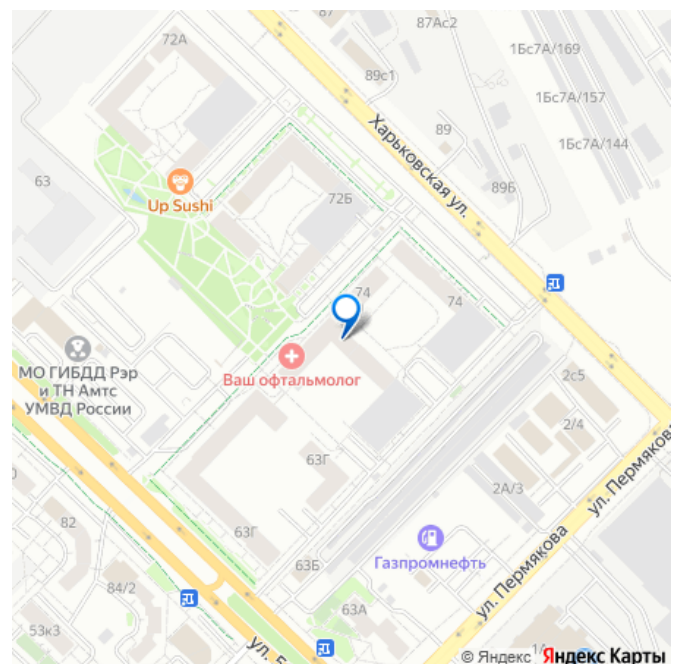 87Ас2
72А
1Бс7А/169
89с1
1Бс7А/157
Харьковская ул.
89
1Бс7А/144
63
89Б
Up Sushi
72Б
74
74
МО ГИБДД Рэр
и ТН Амтс
УМВД России
Ваш офтальмолог
2с5
2/4
ул. Пермякова
63Г
2А/3
63Г
82
Газпромнефть
ул. Пермякова
63Б
84/2
63А
53к3
ул.
© Яндекс Яндекс Карты